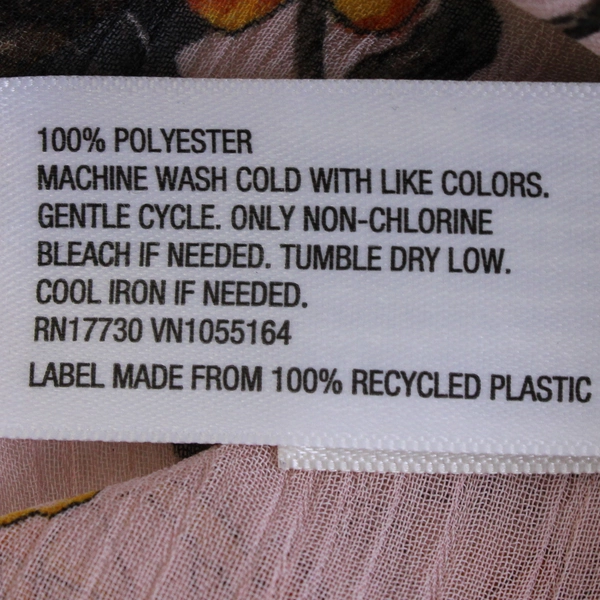 100% POLYESTER
MACHINE WASH COLD WITH LIKE COLORS.
GENTLE CYCLE. ONLY NON-CHLORINE
BLEACH IF NEEDED. TUMBLE DRY LOW.
COOL IRON IF NEEDED.
RN17730 VN1055164
LABEL MADE FROM 100% RECYCLED PLASTIC